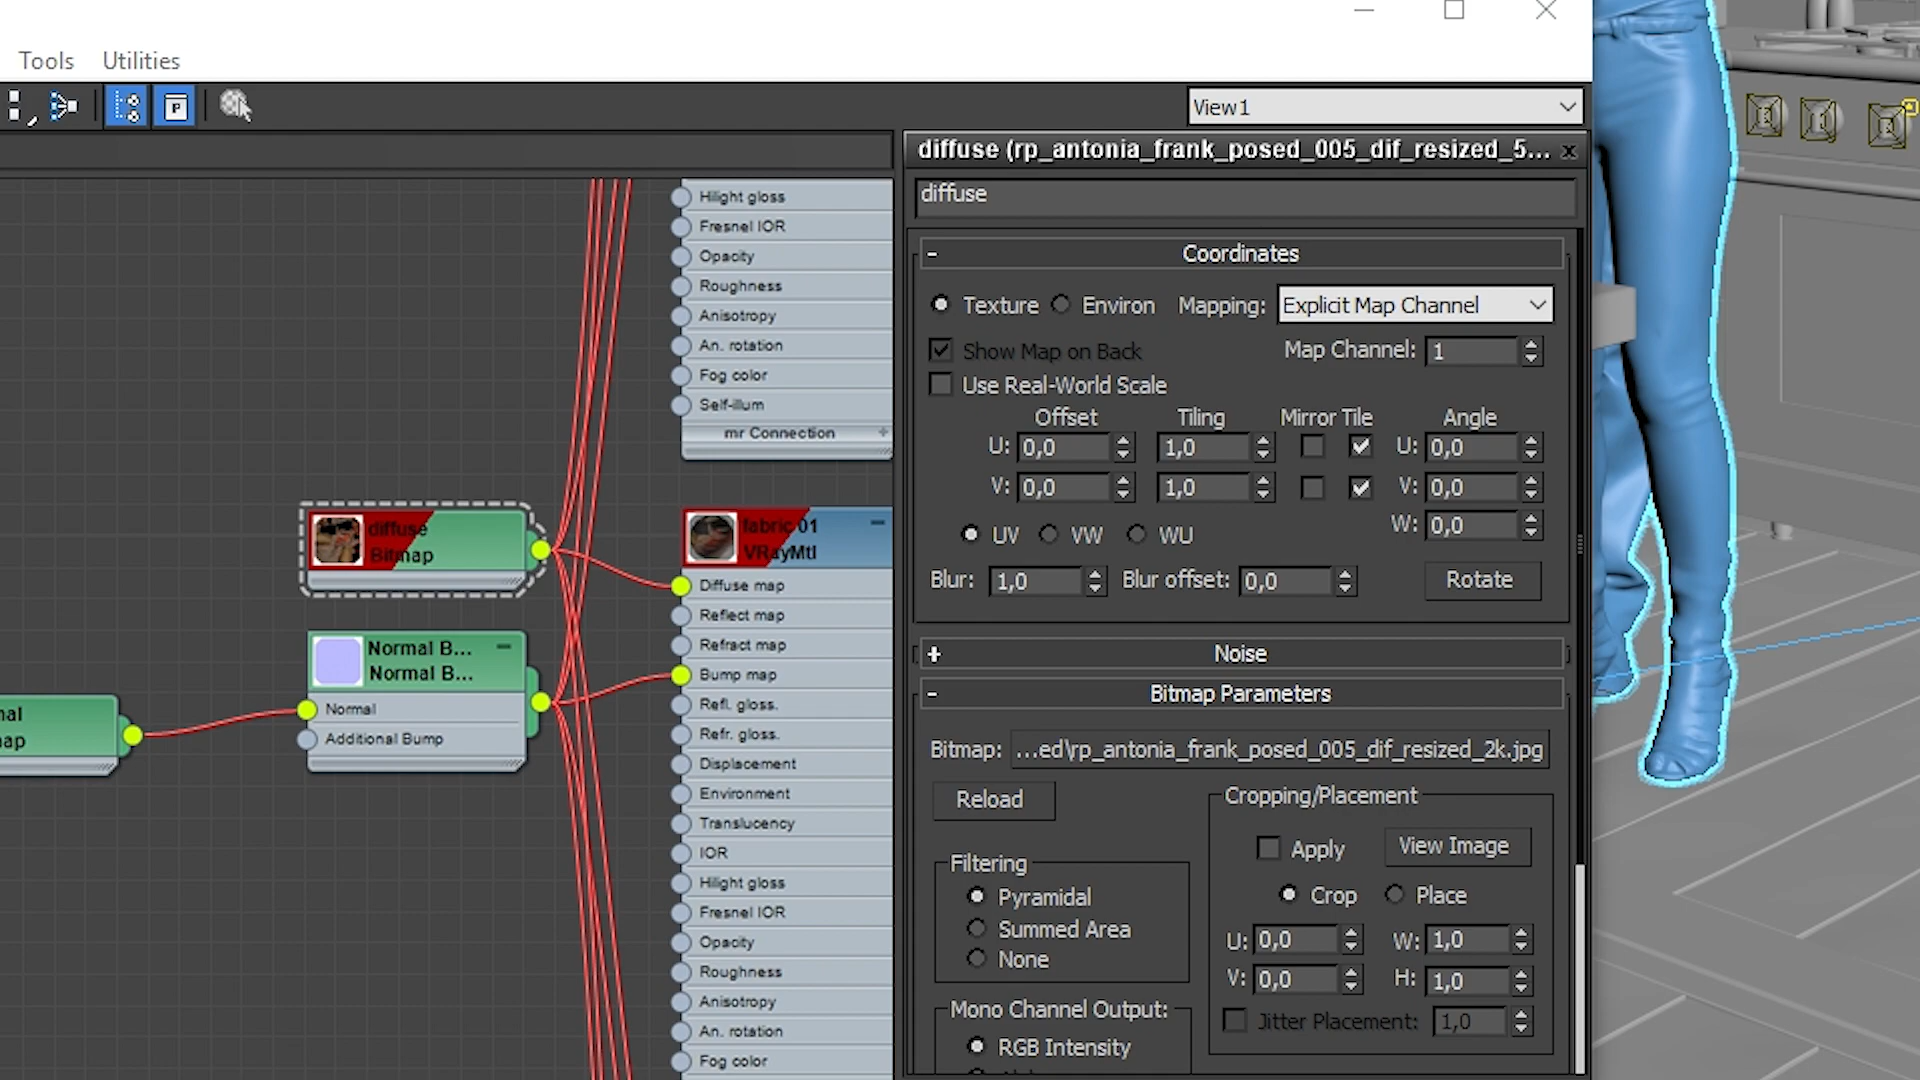 Tools Utilities
P
View1
diffuse (rp_antonia_frank_posed_005_dif_resized_5... x
diffuse
Hilight gloss
Fresnel IOR
Opacity
Roughness
Anisotropy
An. rotation
Fog color
Self-illum
mr Connection +
diffuse
Bitmap
Normal B...
Normal B...
Normal
Additional Bump
nal
ap
fabric 01
VRayMtl
Diffuse map
Reflect map
Refract map
Bump map
Refl. gloss.
Refr. gloss.
Displacement
Environment
Translucency
IOR
Hilight gloss
Fresnel IOR
Opacity
Roughness
Anisotropy
An. rotation
Fog color
- Coordinates
Texture Environ Mapping: Explicit Map Channel
Show Map on Back Map Channel: 1
Use Real-World Scale
Offset Tiling Mirror Tile Angle
U: 0,0 1,0 U: 0,0
V: 0,0 1,0 V: 0,0
W: 0,0
UV VW WU
Blur: 1,0 Blur offset: 0,0 Rotate
+ Noise
- Bitmap Parameters
Bitmap: ...ed\rp_antonia_frank_posed_005_dif_resized_2k.jpg
Reload
Filtering
Pyramidal
Summed Area
None
Mono Channel Output:
RGB Intensity
Cropping/Placement
Apply View Image
Crop Place
U: 0,0 W: 1,0
V: 0,0 H: 1,0
Jitter Placement: 1,0